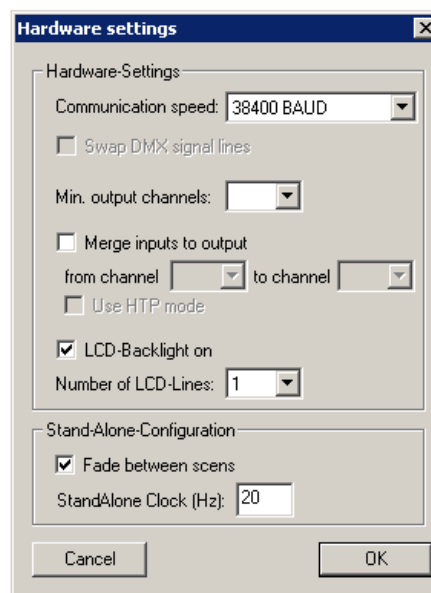 Hardware settings
Hardware-Settings
Communication speed: 38400 BAUD
Swap DMX signal lines
Min. output channels:
Merge inputs to output
from channel to channel
Use HTP mode
LCD-Backlight on
Number of LCD-Lines: 1
Stand-Alone-Configuration
Fade between scens
StandAlone Clock (Hz): 20
Cancel OK